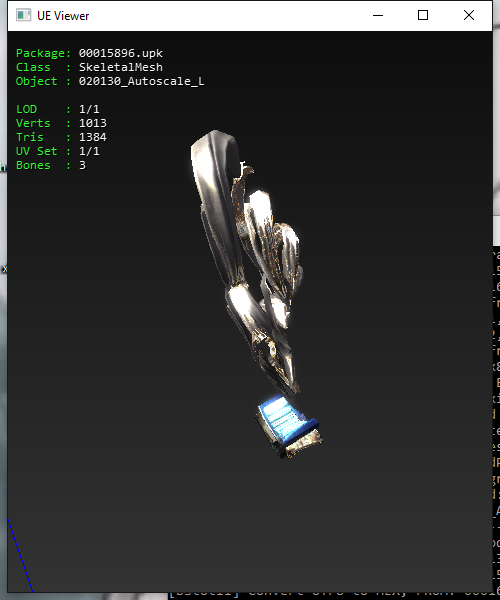 UE Viewer
Package: 00015896.upk
Class : SkeletalMesh
Object : 020130_Autoscale_L
LOD : 1/1
Verts : 1013
Tris : 1384
UV Set : 1/1
Bones : 3